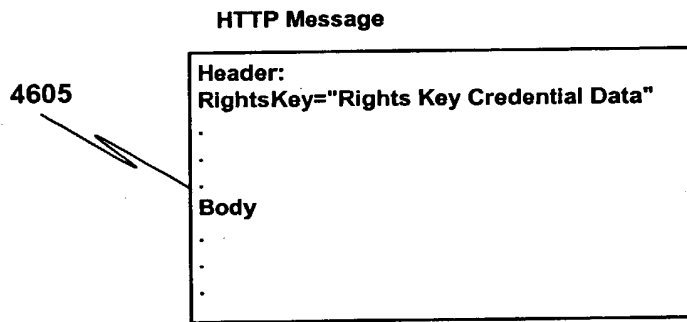 HTTP Message
4605
Header:
RightsKey="Rights Key Credential Data"
.
.
.
Body
.
.
.